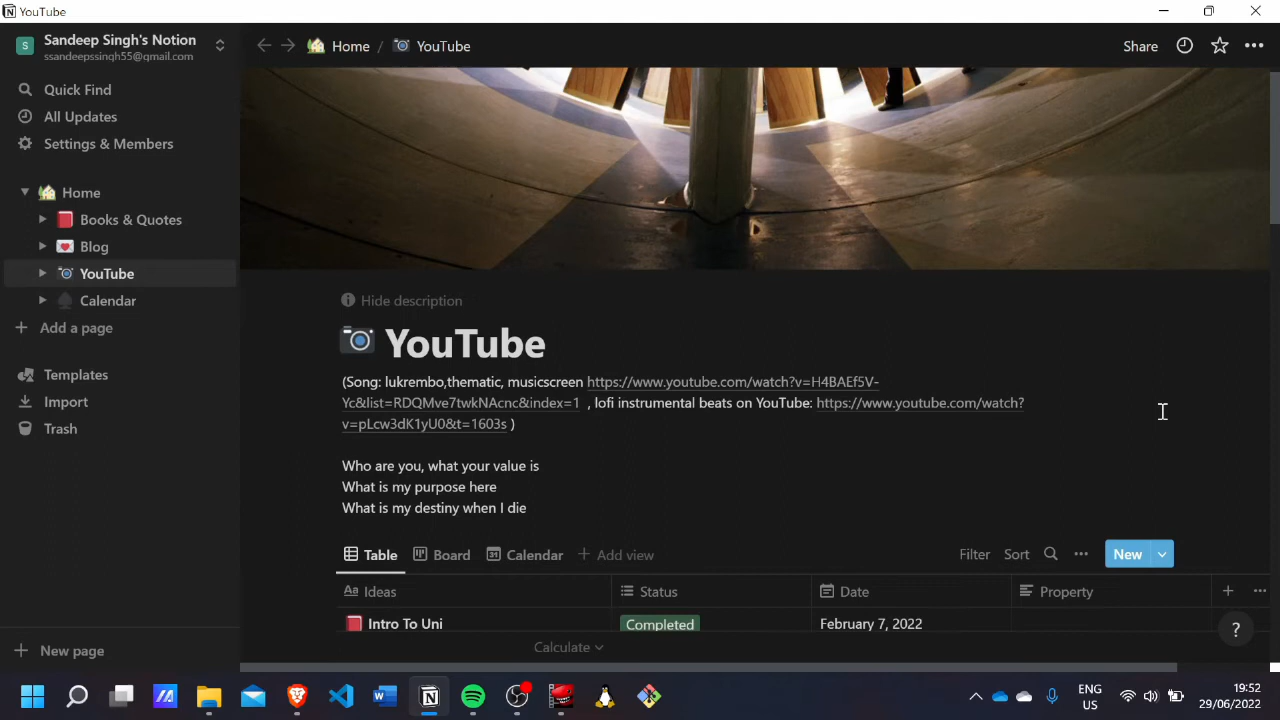 YouTube
Sandeep Singh's Notion
ssandeepssingh55@gmail.com
Home / YouTube
Share
Quick Find
All Updates
Settings & Members
Home
Books & Quotes
Blog
YouTube
Calendar
Add a page
Templates
Import
Trash
New page
Hide description
YouTube
(Song: lukrembo,thematic, musicscreen https://www.youtube.com/watch?v=H4BAEf5V-
Yc&list=RDQMve7twkNAcnc&index=1 , lofi instrumental beats on YouTube: https://www.youtube.com/watch?
v=pLcw3dK1yU0&t=1603s )
Who are you, what your value is
What is my purpose here
What is my destiny when I die
Table Board Calendar Add view Filter Sort New
Aa Ideas Status Date Property
Intro To Uni Completed February 7, 2022
Calculate
?
ENG 19:52
US 29/06/2022